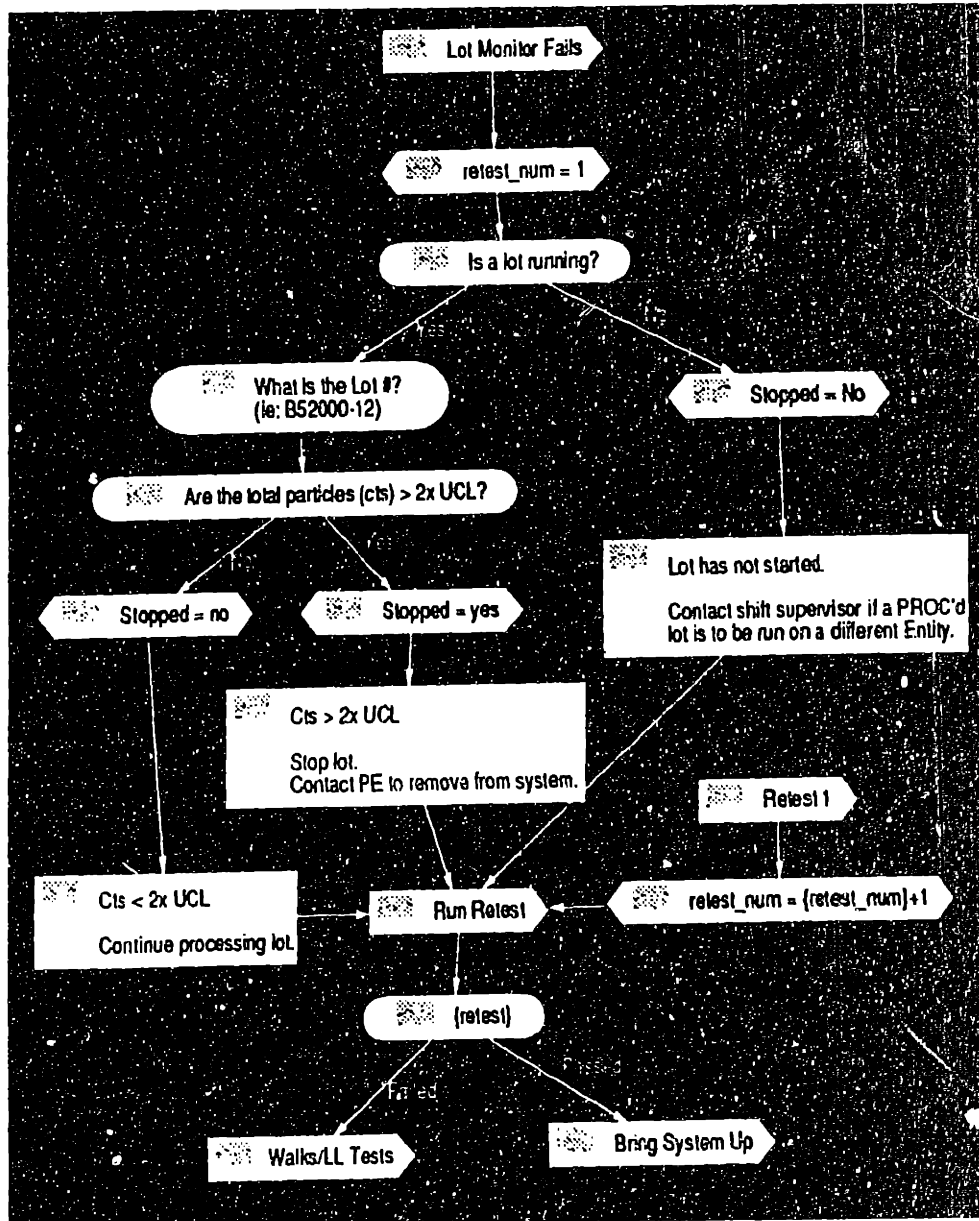 Lot Monitor Fails
retest_num = 1
Is a lot running?
Yes
What is the Lot #?
(ie: B52000-12)
Stopped = No
Are the total particles (cts) > 2x UCL?
Yes
Stopped = no
Stopped = yes
Lot has not started.
Contact shift supervisor if a PROC'd
lot is to be run on a different Entity.
Cts > 2x UCL
Stop lot.
Contact PE to remove from system.
Retest 1
Cts < 2x UCL
Continue processing lot.
Run Retest
retest_num = {retest_num}+1
{retest}
Failed
Passed
Walks/LL Tests
Bring System Up